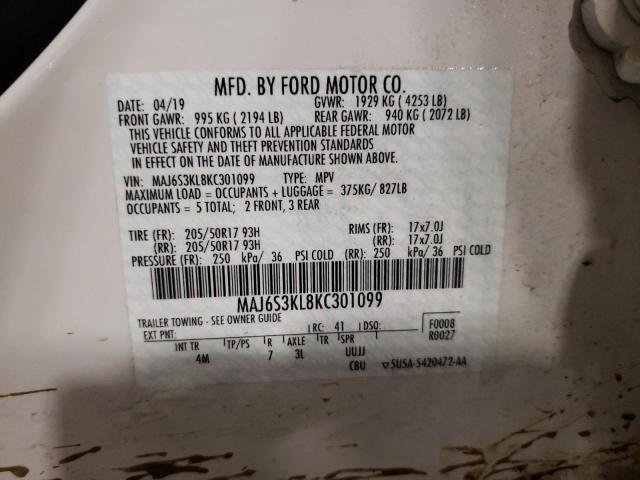 MFD. BY FORD MOTOR CO.
DATE: 04/19 GVWR: 1929 KG ( 4253 LB)
FRONT GAWR: 995 KG ( 2194 LB) REAR GAWR: 940 KG ( 2072 LB)
THIS VEHICLE CONFORMS TO ALL APPLICABLE FEDERAL MOTOR
VEHICLE SAFETY AND THEFT PREVENTION STANDARDS
IN EFFECT ON THE DATE OF MANUFACTURE SHOWN ABOVE.
VIN: MAJ6S3KL8KC301099 TYPE: MPV
MAXIMUM LOAD = OCCUPANTS + LUGGAGE = 375KG/ 827LB
OCCUPANTS = 5 TOTAL; 2 FRONT, 3 REAR
TIRE (FR): 205/50R17 93H RIMS (FR): 17x7.0J
(RR): 205/50R17 93H (RR): 17x7.0J
PRESSURE (FR): 250 kPa/ 36 PSI COLD (RR): 250 kPa/ 36 PSI COLD
MAJ6S3KL8KC301099
TRAILER TOWING - SEE OWNER GUIDE
EXT PNT: RC: 41 DSO: F0008
R0027
INT TR TP/PS R AXLE TR SPR
4M 7 3L UUJJ
CBU ▽ 5U5A-5420472-AA